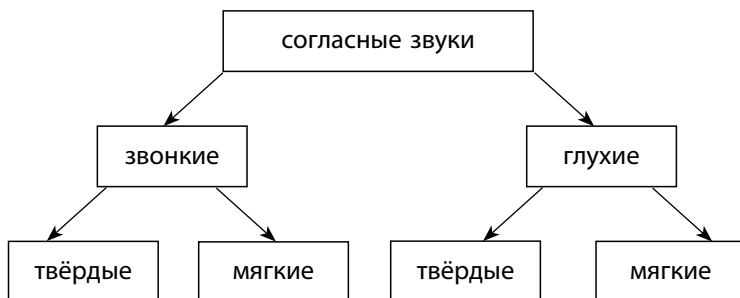 согласные звуки
звонкие
глухие
твёрдые
мягкие
твёрдые
мягкие